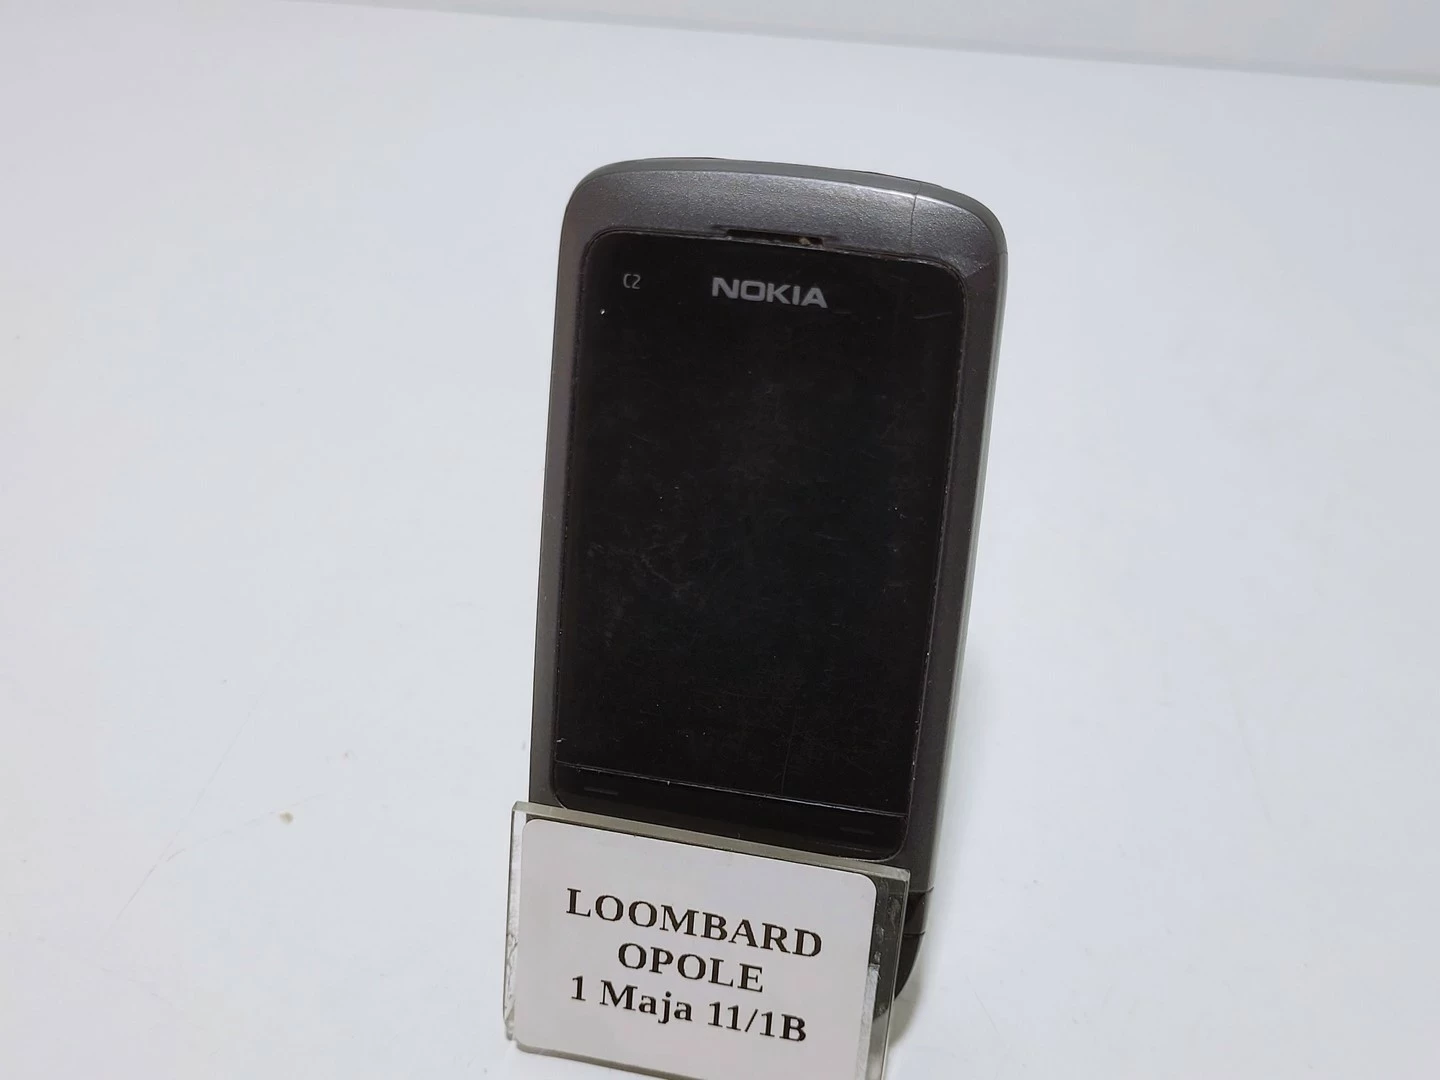 C2
NOKIA
LOOMBARD
OPOLE
1 Maja 11/1B